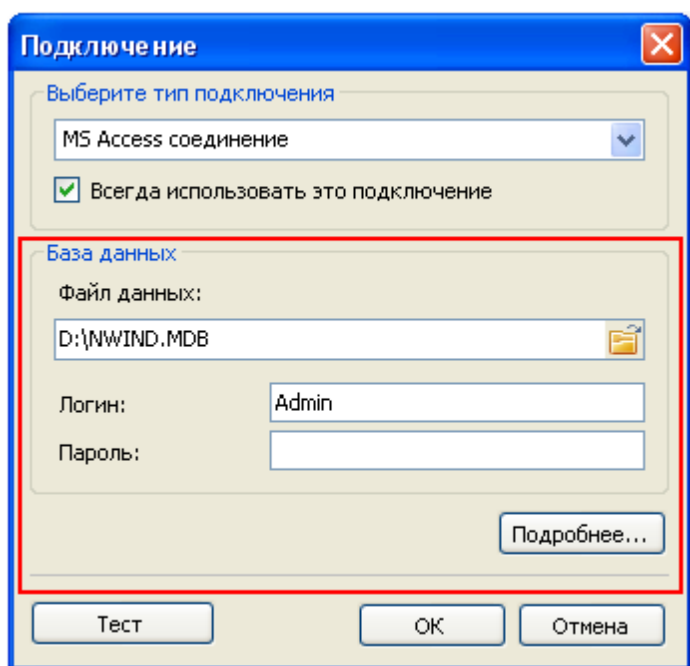 Подключение
Выберите тип подключения
MS Access соединение
Всегда использовать это подключение
База данных
Файл данных:
D:\NWIND.MDB
Логин:
Admin
Пароль:
Подробнее...
Тест
OK
Отмена